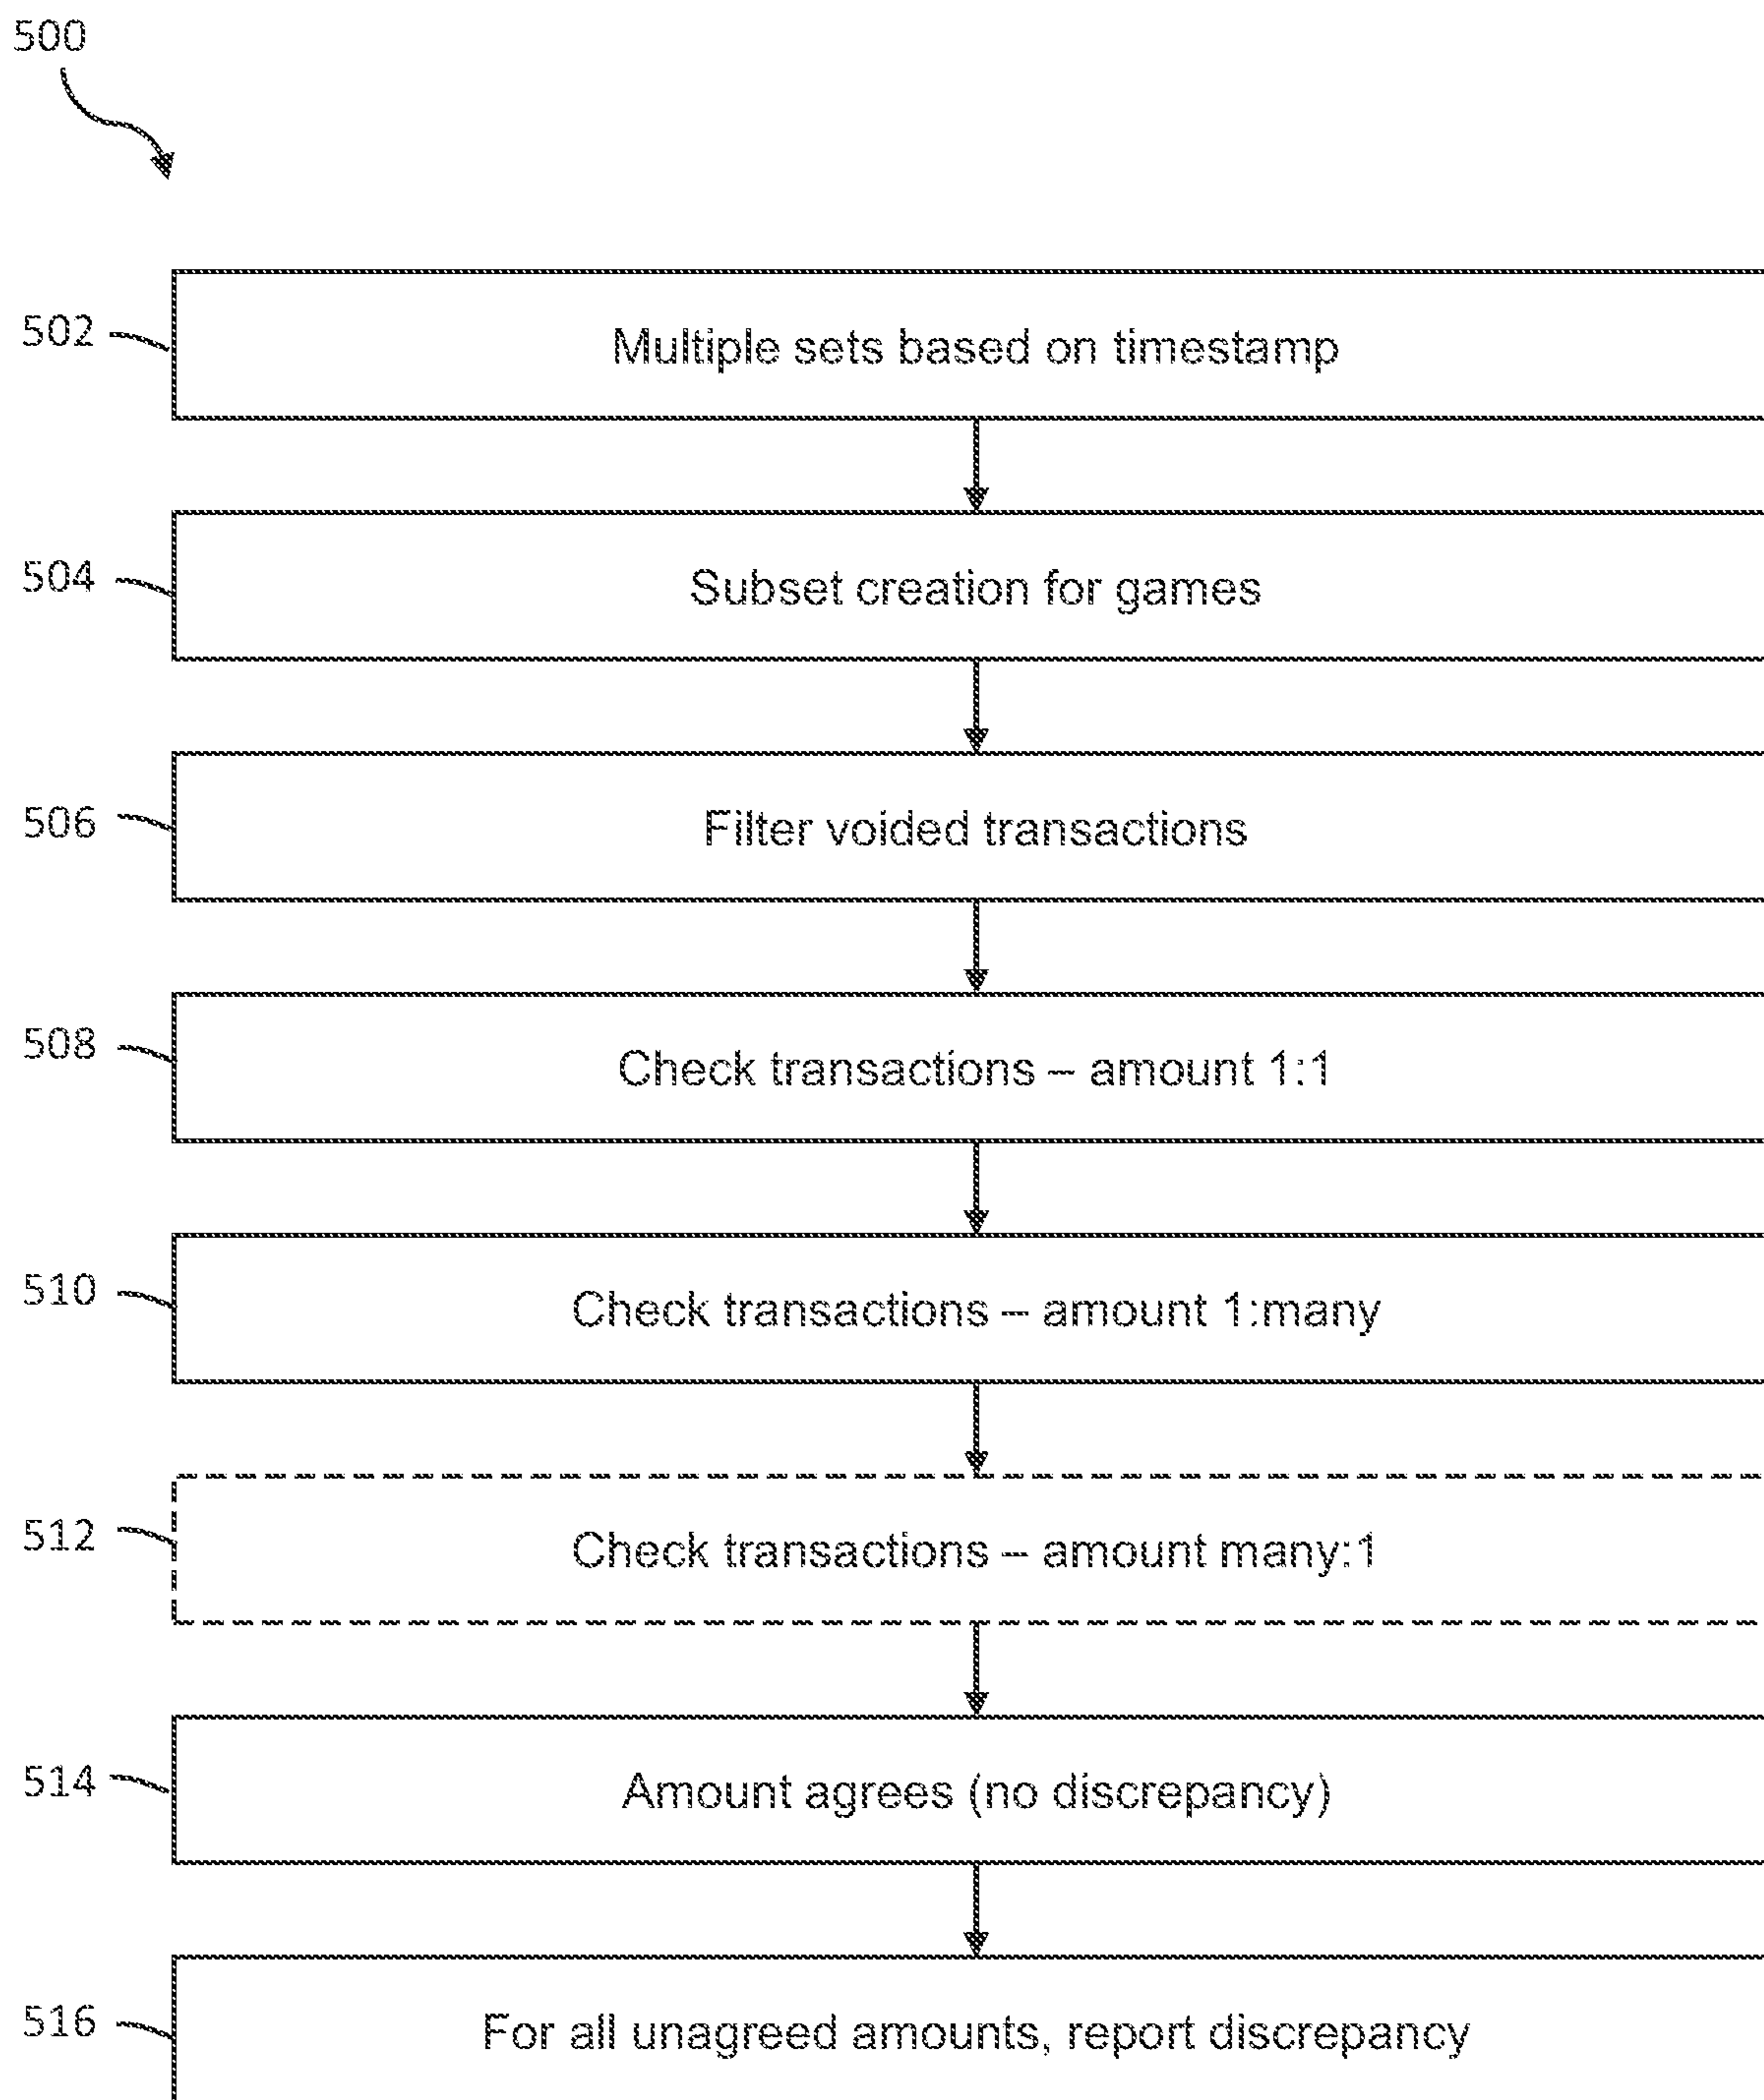 500
502 Multiple sets based on timestamp
504 Subset creation for games
506 Filter voided transactions
508 Check transactions – amount 1:1
510 Check transactions – amount 1:many
512 Check transactions – amount many:1
514 Amount agrees (no discrepancy)
516 For all unagreed amounts, report discrepancy